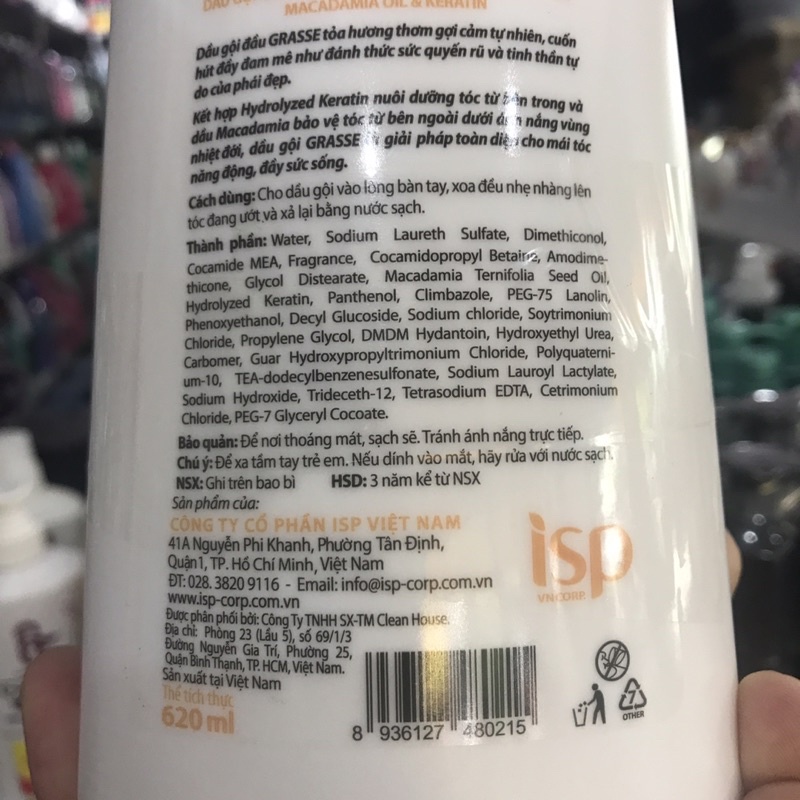 MACADAMIA OIL & KERATIN
Dầu gội đầu GRASSE tỏa hương thơm gợi cảm tự nhiên, cuốn
hút đầy đam mê như đánh thức sức quyến rũ và tinh thần tự
do của phái đẹp.
Kết hợp Hydrolyzed Keratin nuôi dưỡng tóc từ bên trong và
dầu Macadamia bảo vệ tóc từ bên ngoài dưới ánh nắng vùng
nhiệt đới, dầu gội GRASSE là giải pháp toàn diện cho mái tóc
năng động, đầy sức sống.
Cách dùng: Cho dầu gội vào lòng bàn tay, xoa đều nhẹ nhàng lên
tóc đang ướt và xả lại bằng nước sạch.
Thành phần: Water, Sodium Laureth Sulfate, Dimethiconol,
Cocamide MEA, Fragrance, Cocamidopropyl Betaine, Amodime-
thicone, Glycol Distearate, Macadamia Ternifolia Seed Oil,
Hydrolyzed Keratin, Panthenol, Climbazole, PEG-75 Lanolin,
Phenoxyethanol, Decyl Glucoside, Sodium chloride, Soytrimonium
Chloride, Propylene Glycol, DMDM Hydantoin, Hydroxyethyl Urea,
Carbomer, Guar Hydroxypropyltrimonium Chloride, Polyquaterni-
um-10, TEA-dodecylbenzenesulfonate, Sodium Lauroyl Lactylate,
Sodium Hydroxide, Trideceth-12, Tetrasodium EDTA, Cetrimonium
Chloride, PEG-7 Glyceryl Cocoate.
Bảo quản: Để nơi thoáng mát, sạch sẽ. Tránh ánh nắng trực tiếp.
Chú ý: Để xa tầm tay trẻ em. Nếu dính vào mắt, hãy rửa với nước sạch.
NSX: Ghi trên bao bì HSD: 3 năm kể từ NSX
Sản phẩm của:
CÔNG TY CỔ PHẦN ISP VIỆT NAM
41A Nguyễn Phi Khanh, Phường Tân Định,
Quận1, TP. Hồ Chí Minh, Việt Nam
ĐT: 028. 3820 9116 - Email: info@isp-corp.com.vn
www.isp-corp.com.vn
isp
VN CORP.
Được phân phối bởi: Công Ty TNHH SX-TM Clean House.
Địa chỉ: Phòng 23 (Lầu 5), số 69/1/3
Đường Nguyễn Gia Trí, Phường 25,
Quận Bình Thạnh, TP. HCM, Việt Nam.
Sản xuất tại Việt Nam
Thể tích thực
620 ml
8 936127 480215
7
OTHER